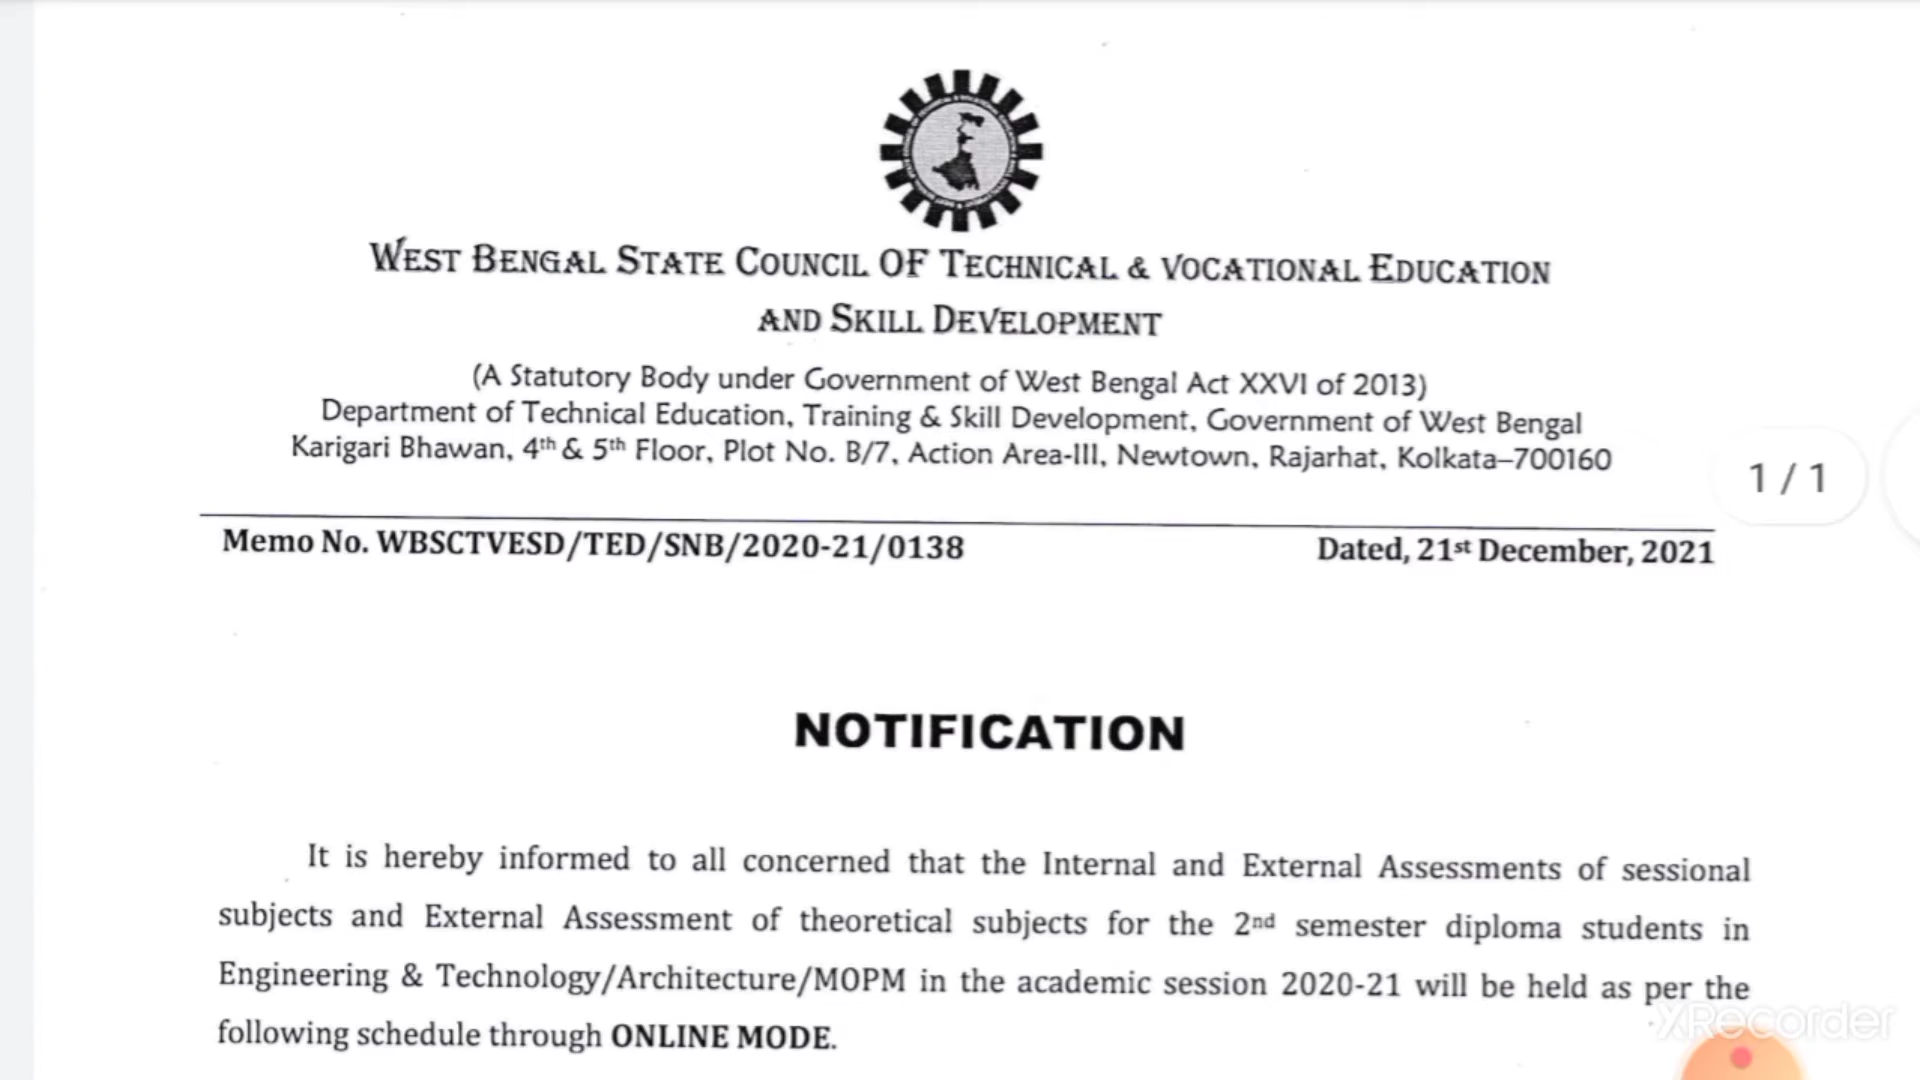 WEST BENGAL STATE COUNCIL OF TECHNICAL & VOCATIONAL EDUCATION
AND SKILL DEVELOPMENT
(A Statutory Body under Government of West Bengal Act XXVI of 2013)
Department of Technical Education, Training & Skill Development, Government of West Bengal
Karigari Bhawan, 4th & 5th Floor, Plot No. B/7, Action Area-III, Newtown, Rajarhat, Kolkata–700160
1 / 1
Memo No. WBSCTVESD/TED/SNB/2020-21/0138 Dated, 21st December, 2021
NOTIFICATION
It is hereby informed to all concerned that the Internal and External Assessments of sessional
subjects and External Assessment of theoretical subjects for the 2nd semester diploma students in
Engineering & Technology/Architecture/MOPM in the academic session 2020-21 will be held as per the
following schedule through ONLINE MODE.
XRecorder